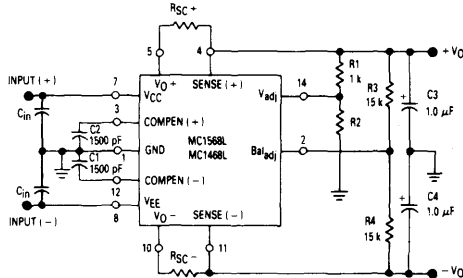 RSC+
5
4
+VO
VO+ SENSE(+)
R1
1 k
R3
15 k
C3
1.0 μF
INPUT(+)
7
VCC
Vadj
14
Cin
3
COMPEN(+)
C2
1500 pF
R2
MC1568L
MC1468L
1
GND
Baladj
2
C1
1500 pF
COMPEN(−)
Cin
12
VEE
8
INPUT(−)
VO− SENSE(−)
R4
15 k
C4
1.0 μF
10
RSC−
11
−VO
+
+